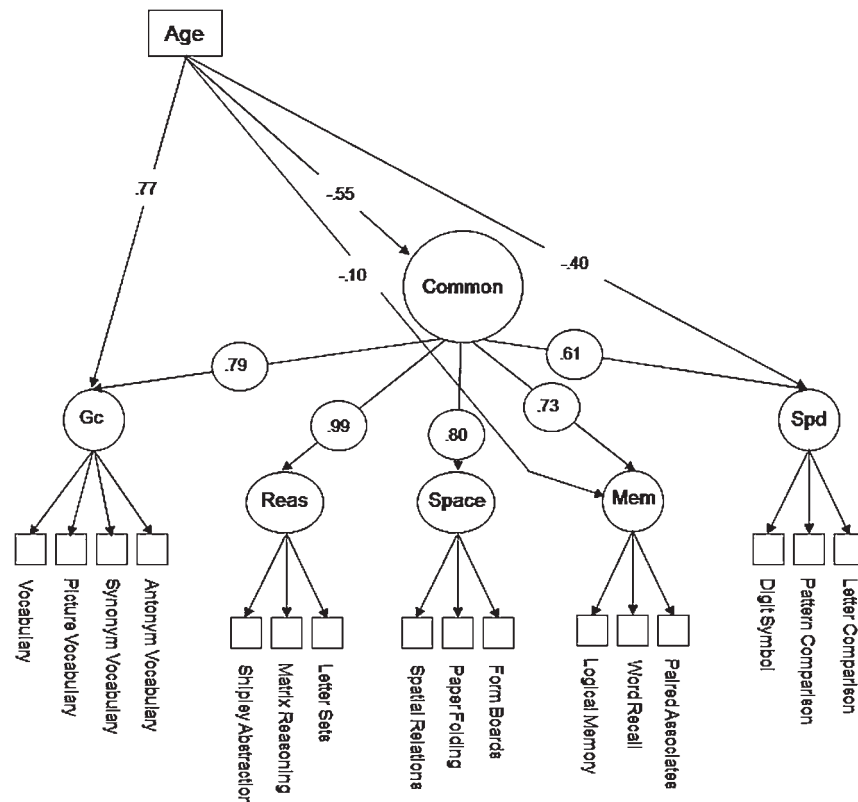 Age
.77
-.55
-.10
-.40
Common
.79
.99
.80
.73
.61
Gc
Reas
Space
Mem
Spd
Vocabulary
Picture Vocabulary
Synonym Vocabulary
Antonym Vocabulary
Shipley Abstraction
Matrix Reasoning
Letter Sets
Spatial Relations
Paper Folding
Form Boards
Logical Memory
Word Recall
Paired Associates
Digit Symbol
Pattern Comparison
Letter Comparison